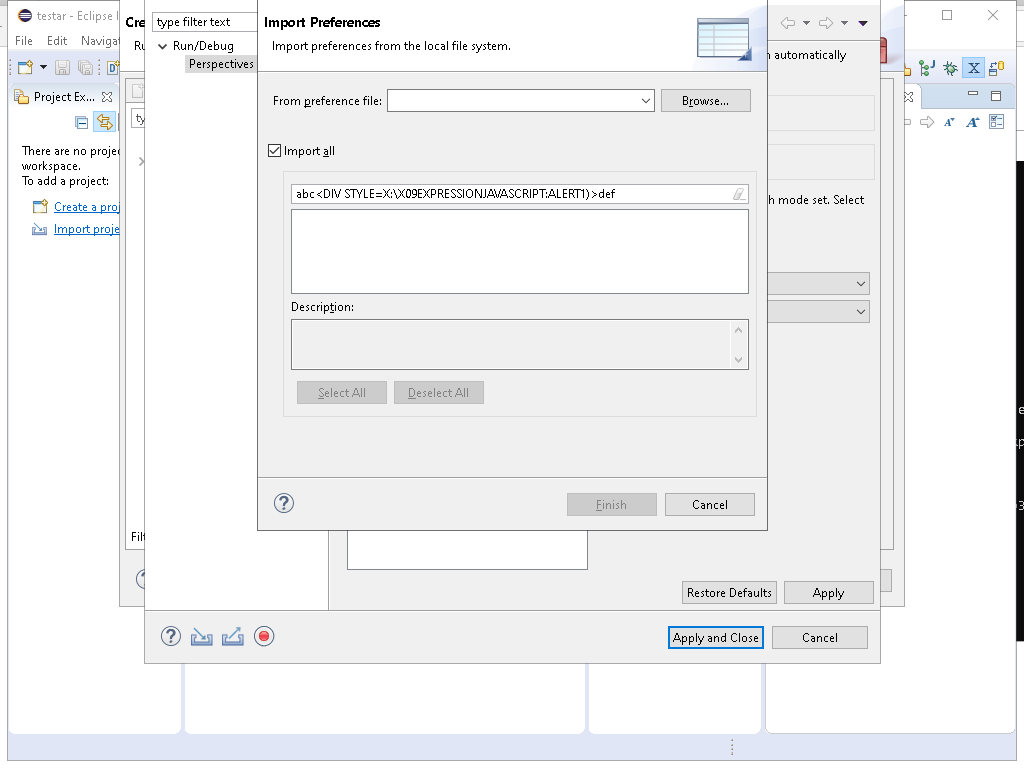 testar - Eclipse I
File Edit Navigat
Project Ex...
There are no projec
workspace.
To add a project:
Create a proj
Import proje
Cre
Ru
ty
Filt
type filter text
Run/Debug
Perspectives
Import Preferences
Import preferences from the local file system.
From preference file:
Browse...
Import all
abc<DIV STYLE=X:\X09EXPRESSIONJAVASCRIPT:ALERT1)>def
Description:
Select All
Deselect All
Finish
Cancel
n automatically
h mode set. Select
Restore Defaults
Apply
Apply and Close
Cancel